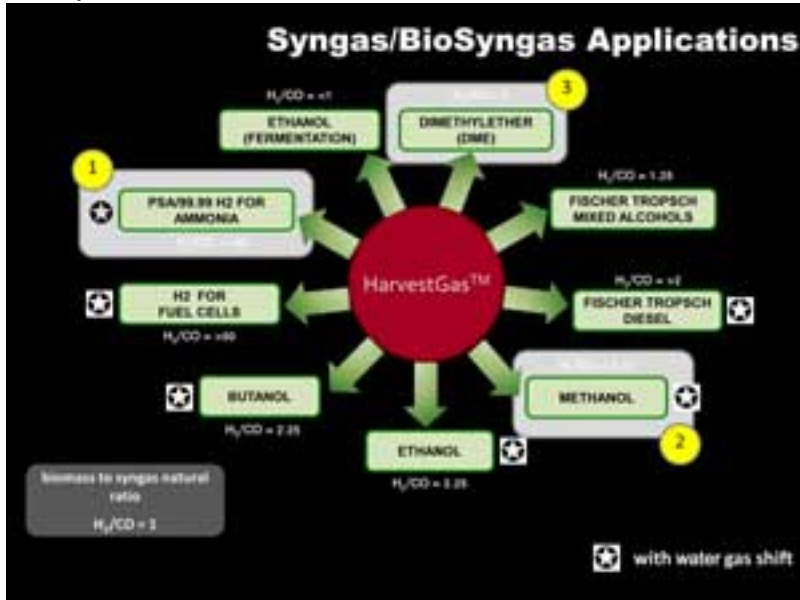 Syngas/BioSyngas Applications
H₂/CO = <1
3
ETHANOL
(FERMENTATION)
DIMETHYLETHER
(DME)
1
H₂/CO = 1.25
PSA/99.99 H2 FOR
AMMONIA
FISCHER TROPSCH
MIXED ALCOHOLS
HarvestGas™
H₂/CO = >2
H2 FOR
FUEL CELLS
FISCHER TROPSCH
DIESEL
H₂/CO = >60
BUTANOL
METHANOL
H₂/CO = 2.25
2
ETHANOL
H₂/CO = 2.25
biomass to syngas natural
ratio
H₂/CO = 1
with water gas shift